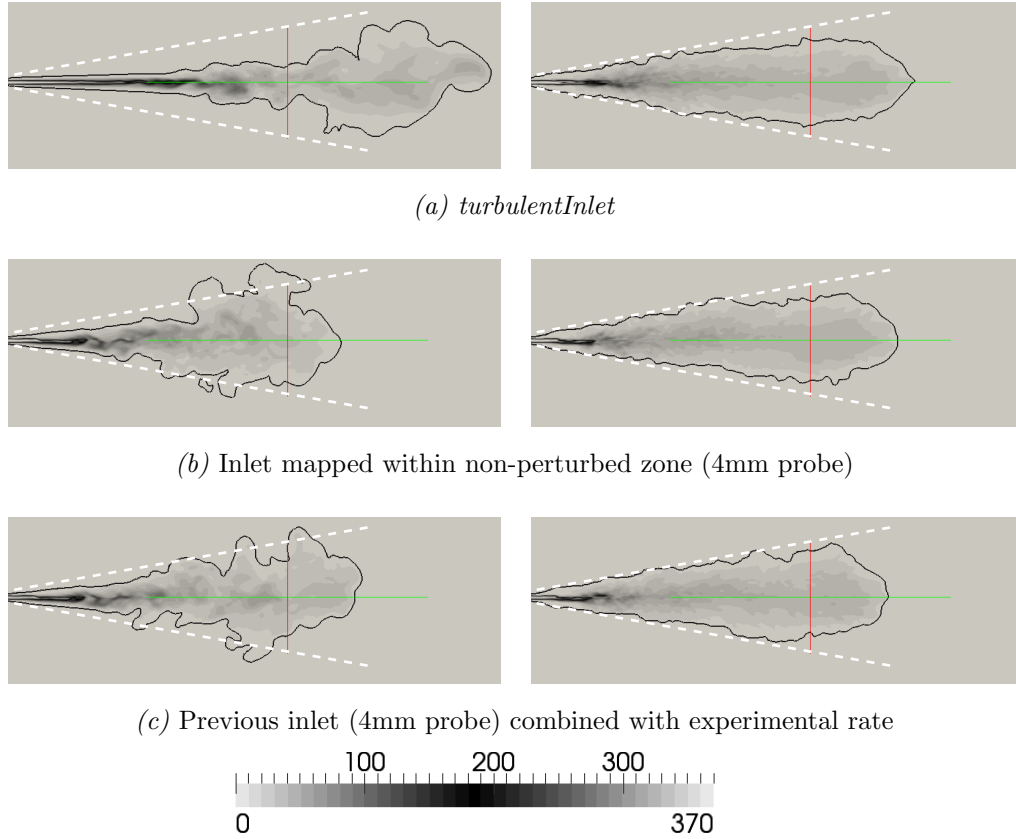 (a) turbulentInlet
(b) Inlet mapped within non-perturbed zone (4mm probe)
(c) Previous inlet (4mm probe) combined with experimental rate
100 200 300
0 370